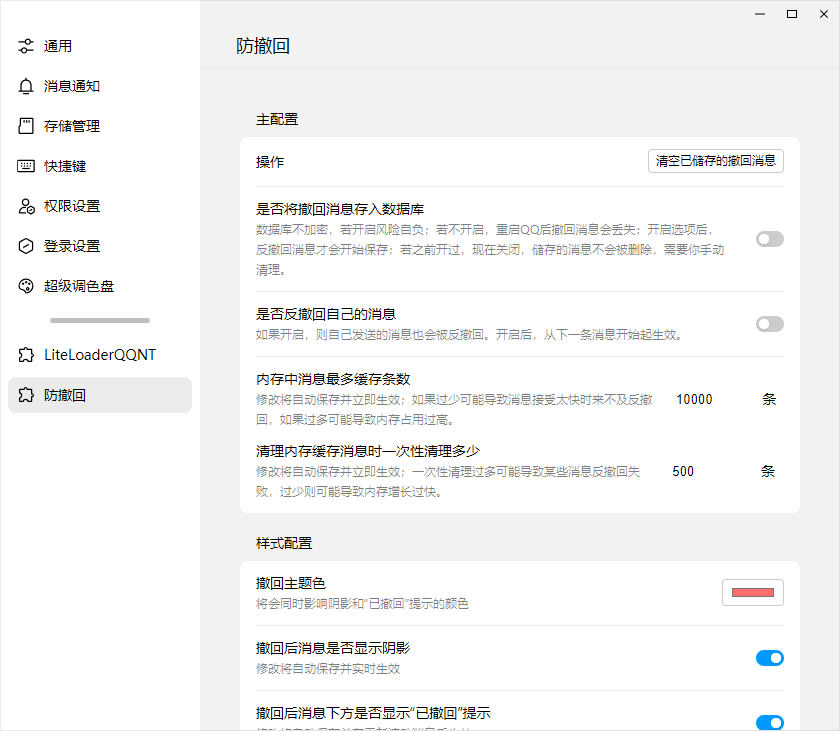 通用
消息通知
存储管理
快捷键
权限设置
登录设置
超级调色盘
LiteLoaderQQNT
防撤回
防撤回
主配置
操作
清空已储存的撤回消息
是否将撤回消息存入数据库
数据库不加密，若开启风险自负；若不开启，重启QQ后撤回消息会丢失；开启选项后，
反撤回消息才会开始保存；若之前开过，现在关闭，储存的消息不会被删除，需要你手动
清理。
是否反撤回自己的消息
如果开启，则自己发送的消息也会被反撤回。开启后，从下一条消息开始起生效。
内存中消息最多缓存条数
修改将自动保存并立即生效；如果过少可能导致消息接受太快时来不及反撤
回，如果过多可能导致内存占用过高。
10000 条
清理内存缓存消息时一次性清理多少
修改将自动保存并立即生效；一次性清理过多可能导致某些消息反撤回失
败，过少则可能导致内存增长过快。
500 条
样式配置
撤回主题色
将会同时影响阴影和“已撤回”提示的颜色
撤回后消息是否显示阴影
修改将自动保存并实时生效
撤回后消息下方是否显示“已撤回”提示